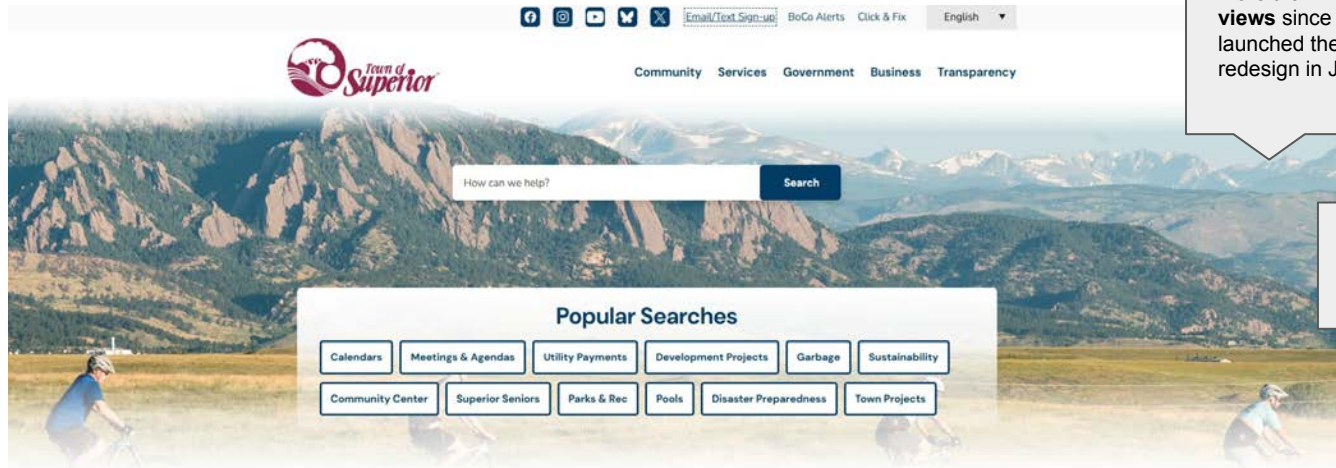 Email/Text Sign-up BoCo Alerts Click & Fix English
views since
launched the
redesign in J
Town of
Superior
Community Services Government Business Transparency
How can we help? Search
Popular Searches
Calendars Meetings & Agendas Utility Payments Development Projects Garbage Sustainability
Community Center Superior Seniors Parks & Rec Pools Disaster Preparedness Town Projects